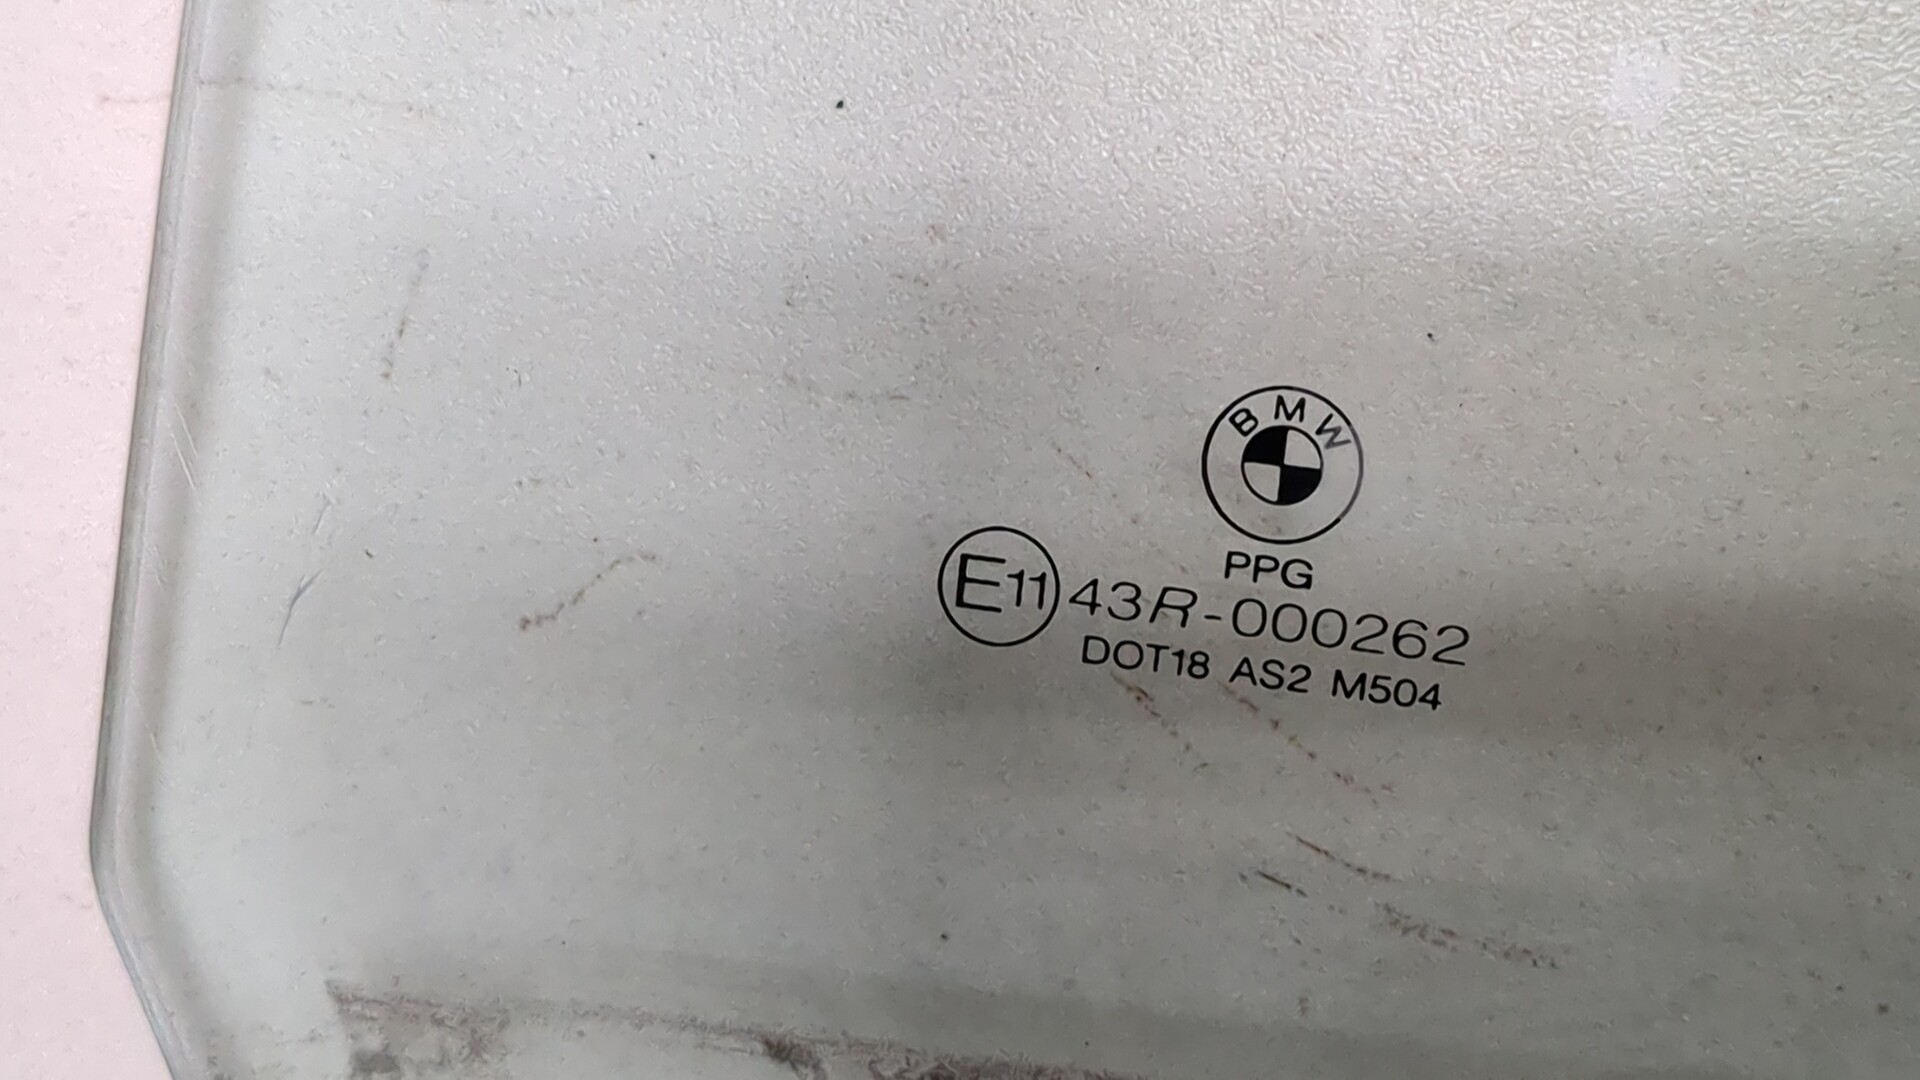 BMW
PPG
E11 43R-000262
DOT18 AS2 M504